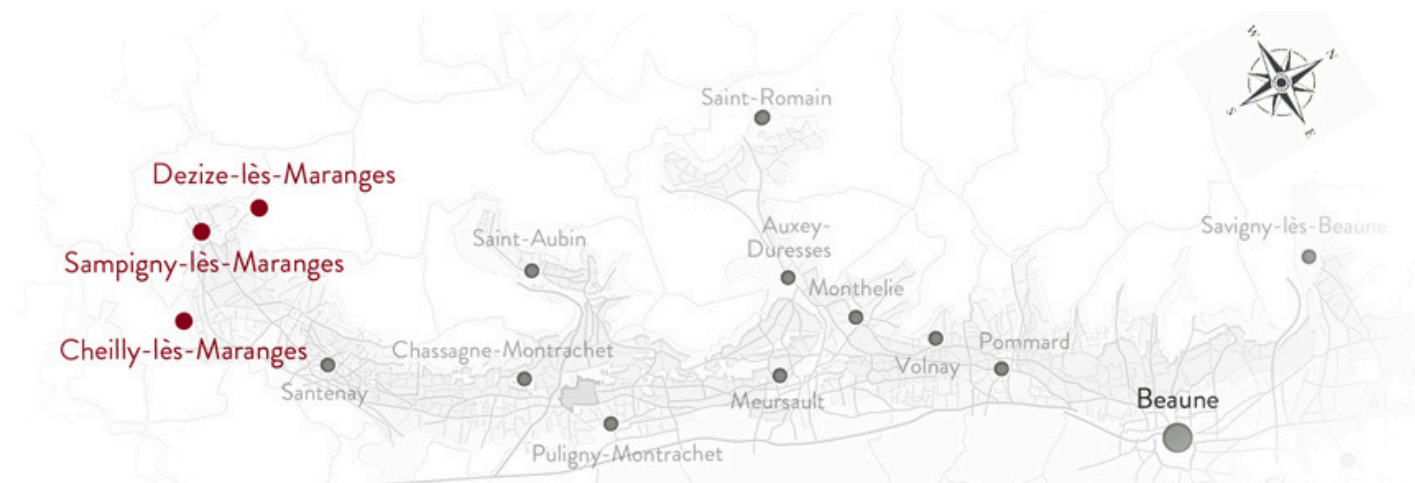 W
N
S
E
Saint-Romain
Dezize-lès-Maranges
Sampigny-lès-Maranges
Cheilly-lès-Maranges
Saint-Aubin
Auxey-
Duresses
Savigny-lès-Beaune
Monthelie
Chassagne-Montrachet
Santenay
Pommard
Volnay
Meursault
Beaune
Puligny-Montrachet